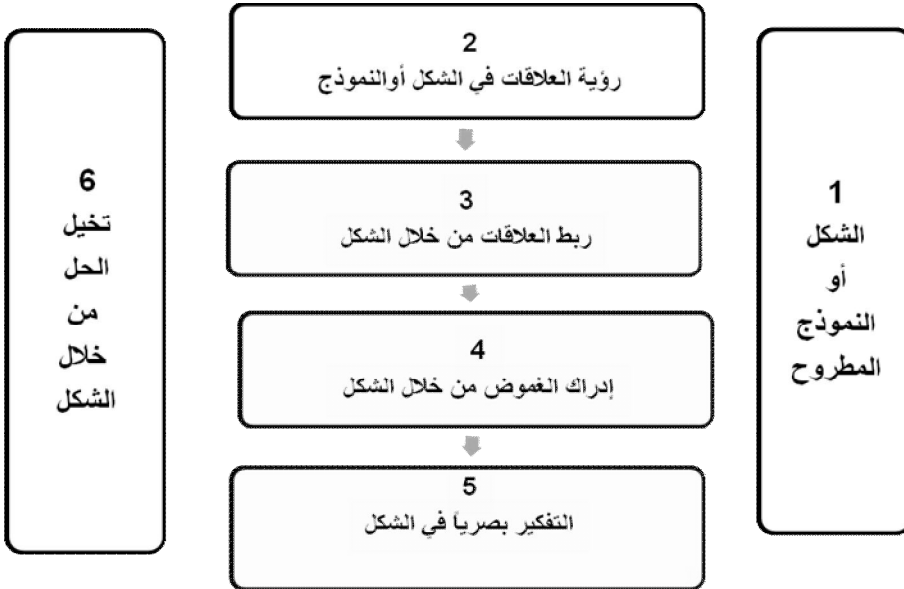 1
الشكل
أو
النموذج
المطروح
2
رؤية العلاقات في الشكل أوالنموذج
3
ربط العلاقات من خلال الشكل
4
إدراك الغموض من خلال الشكل
5
التفكير بصرياً في الشكل
6
تخيل
الحل
من
خلال
الشكل